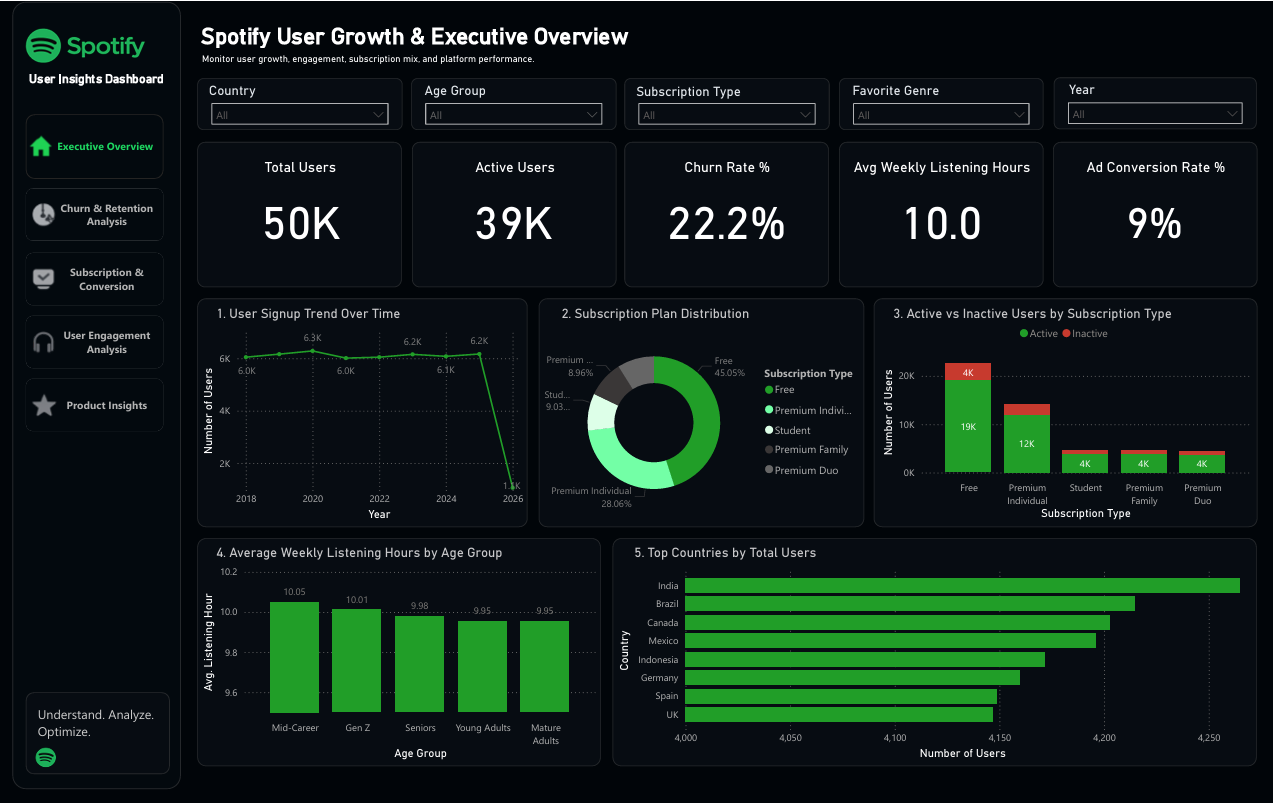 Spotify
User Insights Dashboard
Executive Overview
Churn & Retention
Analysis
Subscription &
Conversion
User Engagement
Analysis
Product Insights
Understand. Analyze.
Optimize.
Spotify User Growth & Executive Overview
Monitor user growth, engagement, subscription mix, and platform performance.
Country
All
Age Group
All
Subscription Type
All
Favorite Genre
All
Year
All
Total Users
50K
Active Users
39K
Churn Rate %
22.2%
Avg Weekly Listening Hours
10.0
Ad Conversion Rate %
9%
1. User Signup Trend Over Time
Number of Users
6K
4K
2K
6.0K
6.3K
6.0K
6.2K
6.1K
6.2K
2018
2020
2022
2024
2026
Year
2. Subscription Plan Distribution
Premium ...
8.96%
Stud...
9.03...
Free
45.05%
Premium Individual
28.06%
Subscription Type
Free
Premium Indivi...
Student
Premium Family
Premium Duo
3. Active vs Inactive Users by Subscription Type
Active
Inactive
Number of Users
20K
10K
0K
4K
19K
12K
4K
4K
4K
Free
Premium
Individual
Student
Premium
Family
Premium
Duo
Subscription Type
4. Average Weekly Listening Hours by Age Group
Avg. Listening Hour
10.2
10.0
9.8
9.6
10.05
10.01
9.98
9.95
9.95
Mid-Career
Gen Z
Seniors
Young Adults
Mature
Adults
Age Group
5. Top Countries by Total Users
Country
India
Brazil
Canada
Mexico
Indonesia
Germany
Spain
UK
4,000
4,050
4,100
4,150
4,200
4,250
Number of Users